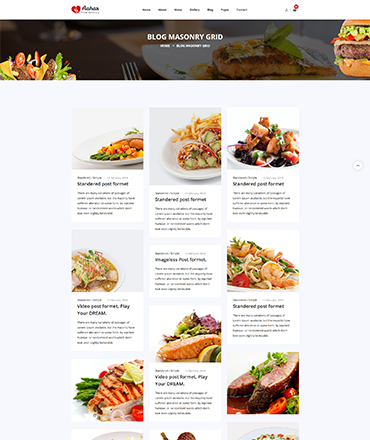 Aahar
Home About Menu Gallery Blog Pages Contact
BLOG MASONRY GRID
HOME BLOG MASONRY GRID
Standered post formet
There are many variations of passages of
Lorem Ipsum available, but the majority have
suffered alteration in some form, by injected
humour, or randomised words which don't
look even slightly believable.
Video post formet, Play
Your DREAM.
There are many variations of passages of
Lorem Ipsum available, but the majority have
suffered alteration in some form, by injected
humour, or randomised words which don't
look even slightly believable.
Standered post formet
There are many variations of passages of
Lorem Ipsum available, but the majority have
suffered alteration in some form, by injected
humour, or randomised words which don't
look even slightly believable.
Imageless Post formet.
There are many variations of passages of
Lorem Ipsum available, but the majority have
suffered alteration in some form, by injected
humour, or randomised words which don't
look even slightly believable.
Video post formet, Play
Your DREAM.
There are many variations of passages of
Lorem Ipsum available, but the majority have
suffered alteration in some form, by injected
humour, or randomised words which don't
look even slightly believable.
Standered post formet
There are many variations of passages of
Lorem Ipsum available, but the majority have
suffered alteration in some form, by injected
humour, or randomised words which don't
look even slightly believable.
Standered post formet
There are many variations of passages of
Lorem Ipsum available, but the majority have
suffered alteration in some form, by injected
humour, or randomised words which don't
look even slightly believable.